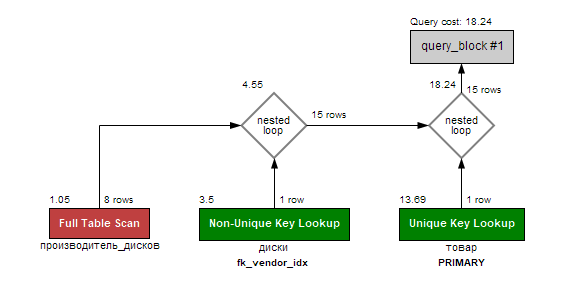 Query cost: 18.24
query_block #1
4.55
18.24
15 rows
nested
loop
15 rows
nested
loop
1.05
8 rows
3.5
1 row
13.69
1 row
Full Table Scan
Non-Unique Key Lookup
Unique Key Lookup
производитель_дисков
диски
товар
fk_vendor_idx
PRIMARY